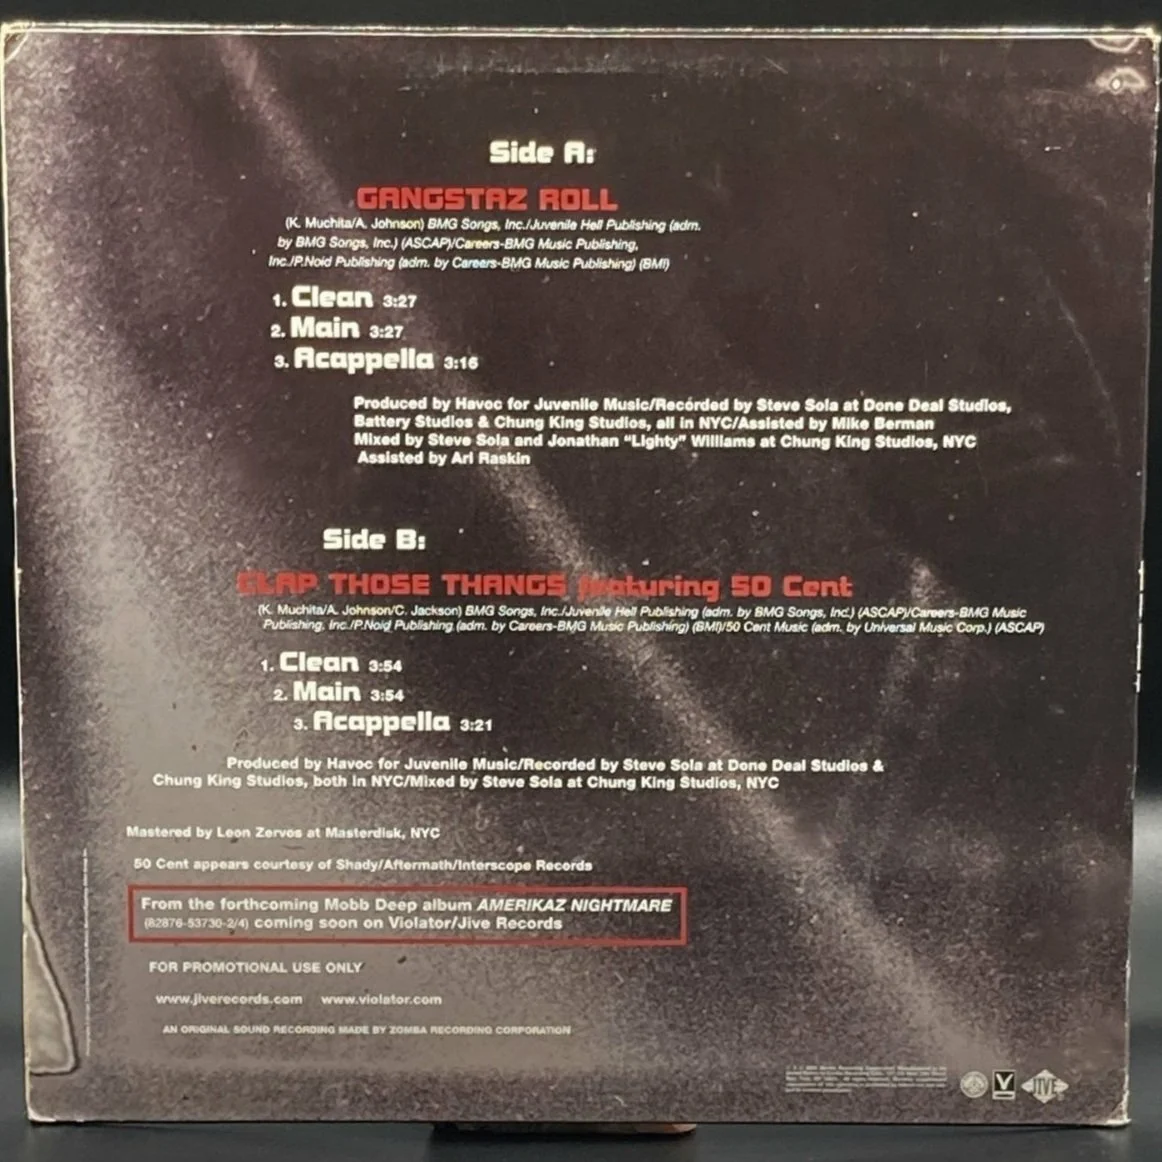 Side A:
GANGSTAZ ROLL
(K. Muchita/A. Johnson) BMG Songs, Inc./Juvenile Hell Publishing (adm.
by BMG Songs, Inc.) (ASCAP)/Careers-BMG Music Publishing,
Inc./P.Noid Publishing (adm. by Careers-BMG Music Publishing) (BMI)
1. Clean 3:27
2. Main 3:27
3. Acappella 3:16
Produced by Havoc for Juvenile Music/Recorded by Steve Sola at Done Deal Studios,
Battery Studios & Chung King Studios, all in NYC/Assisted by Mike Berman
Mixed by Steve Sola and Jonathan "Lighty" Williams at Chung King Studios, NYC
Assisted by Ari Raskin
Side B:
CLAP THOSE THANGS featuring 50 Cent
(K. Muchita/A. Johnson/C. Jackson) BMG Songs, Inc./Juvenile Hell Publishing (adm. by BMG Songs, Inc.) (ASCAP)/Careers-BMG Music
Publishing, Inc./P.Noid Publishing (adm. by Careers-BMG Music Publishing) (BMI)/50 Cent Music (adm. by Universal Music Corp.) (ASCAP)
1. Clean 3:54
2. Main 3:54
3. Acappella 3:21
Produced by Havoc for Juvenile Music/Recorded by Steve Sola at Done Deal Studios &
Chung King Studios, both in NYC/Mixed by Steve Sola at Chung King Studios, NYC
Mastered by Leon Zervos at Masterdisk, NYC
50 Cent appears courtesy of Shady/Aftermath/Interscope Records
From the forthcoming Mobb Deep album AMERIKAZ NIGHTMARE
(82876-53730-2/4) coming soon on Violator/Jive Records
FOR PROMOTIONAL USE ONLY
www.jiverecords.com www.violator.com
AN ORIGINAL SOUND RECORDING MADE BY ZOMBA RECORDING CORPORATION
V
JIVE